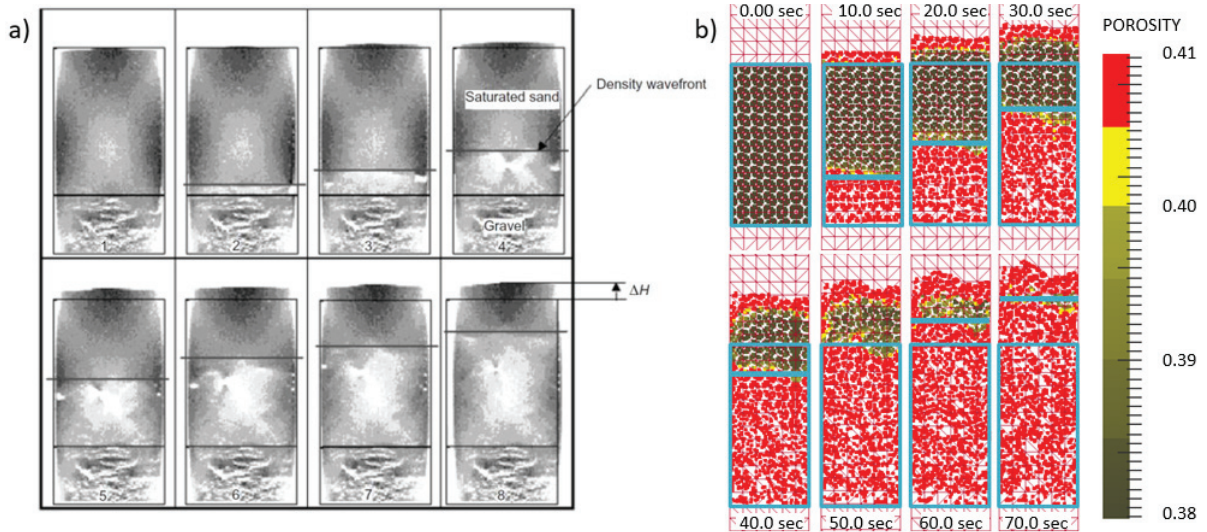 a)
Saturated sand
Density wavefront
Gravel
1
2
3
4
ΔH
5
6
7
8
b)
0.00 sec
10.0 sec
20.0 sec
30.0 sec
40.0 sec
50.0 sec
60.0 sec
70.0 sec
POROSITY
0.41
0.40
0.39
0.38